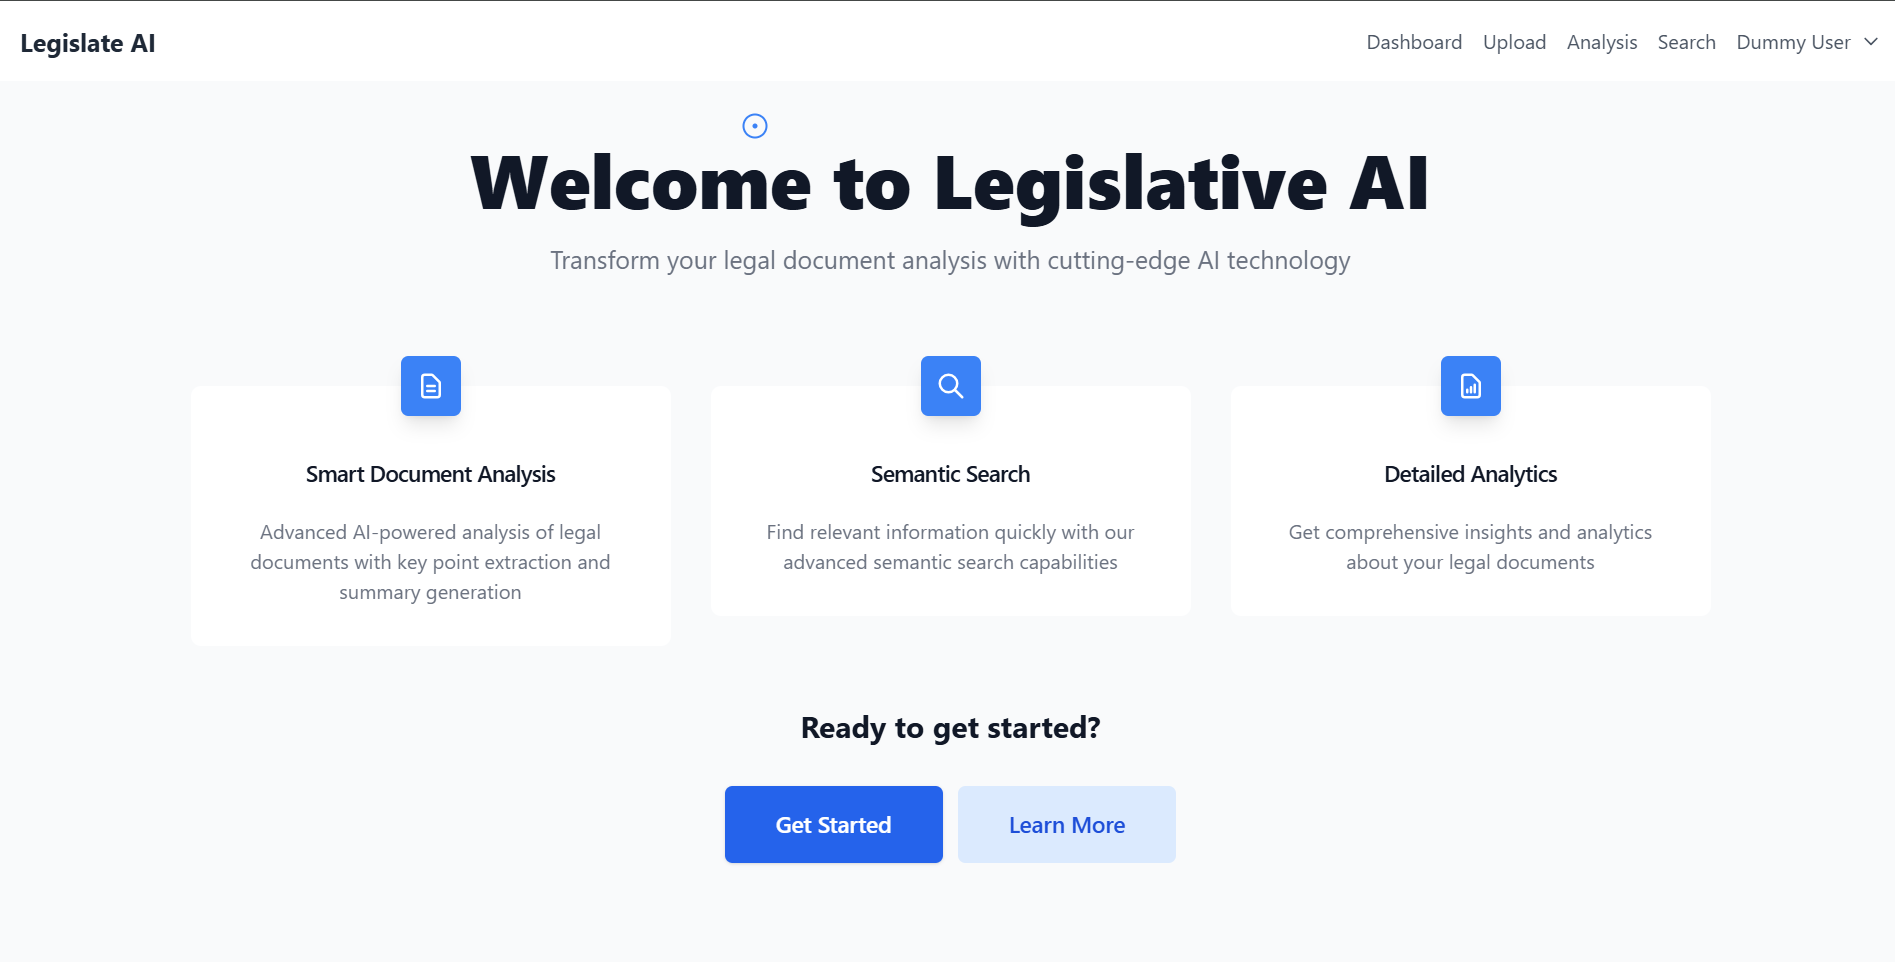 Legislate AI
Dashboard Upload Analysis Search Dummy User
Welcome to Legislative AI
Transform your legal document analysis with cutting-edge AI technology
Smart Document Analysis
Advanced AI-powered analysis of legal
documents with key point extraction and
summary generation
Semantic Search
Find relevant information quickly with our
advanced semantic search capabilities
Detailed Analytics
Get comprehensive insights and analytics
about your legal documents
Ready to get started?
Get Started
Learn More